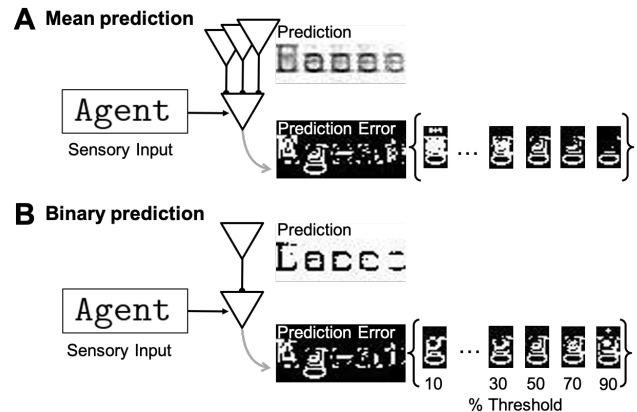 A Mean prediction
Prediction
Agent
Sensory Input
Prediction Error
...
B Binary prediction
Prediction
Agent
Sensory Input
Prediction Error
...
10 30 50 70 90
% Threshold